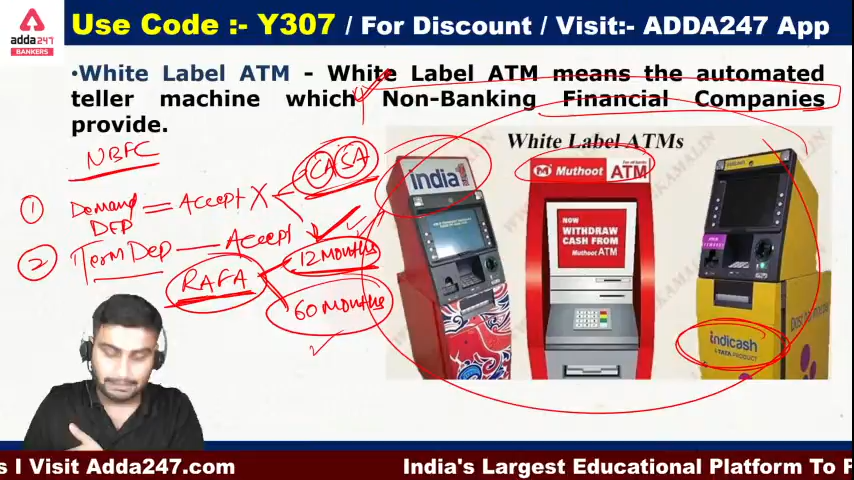 adda247
BANKERS
Use Code :- Y307 / For Discount / Visit:- ADDA247 App
•White Label ATM - White Label ATM means the automated
teller machine which Non-Banking Financial Companies
provide.
NBFC
① Demand DEP = Accept X
CA SA
② Term Dep — Accept
RAFA
12 MONTHS
60 MONTHS
White Label ATMs
India
Muthoot ATM
NOW
WITHDRAW
CASH FROM
Muthoot ATM
indicash
TATA PRODUCT
s I Visit Adda247.com
India's Largest Educational Platform To F